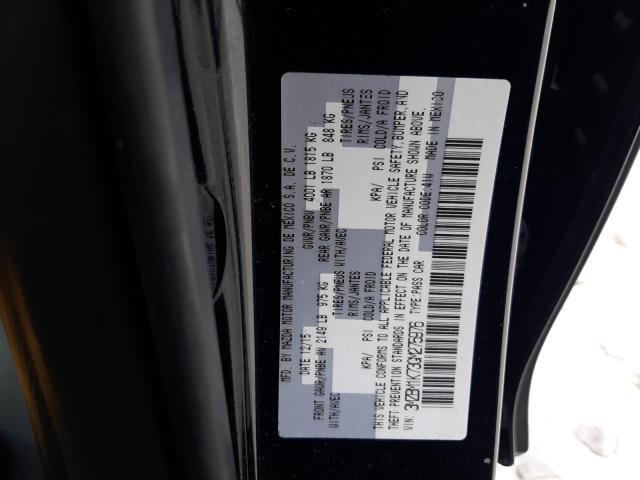 MFD. BY MAZDA MOTOR MANUFACTURING DE MEXICO S.A. DE C.V.
DATE 12/15 GVWR/PNBV 4001 LB 1815 KG
FRONT GAWR/PNBE AV 2149 LB 975 KG REAR GAWR/PNBE AR 1870 LB 848 KG
WITH/AVEC TIRES/PNEUS WITH/AVEC TIRES/PNEUS
RIMS/JANTES RIMS/JANTES
KPA/ PSI COLD/A FROID KPA/ PSI COLD/A FROID
THIS VEHICLE CONFORMS TO ALL APPLICABLE FEDERAL MOTOR VEHICLE SAFETY, BUMPER, AND
THEFT PREVENTION STANDARDS IN EFFECT ON THE DATE OF MANUFACTURE SHOWN ABOVE.
VIN: 3MZBM1K73GM275976 TYPE:PASS CAR COLOR CODE:41W MADE IN MEXICO